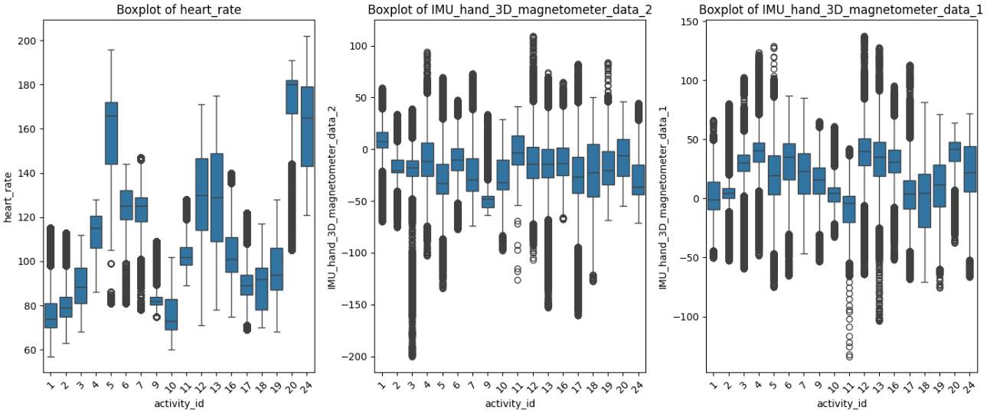 Boxplot of heart_rate
heart_rate
200
180
160
140
120
100
80
60
1 2 3 4 5 6 7 9 10 11 12 13 16 17 18 19 20 24
activity_id
Boxplot of IMU_hand_3D_magnetometer_data_2
IMU_hand_3D_magnetometer_data_2
100
50
0
−50
−100
−150
−200
1 2 3 4 5 6 7 9 10 11 12 13 16 17 18 19 20 24
activity_id
Boxplot of IMU_hand_3D_magnetometer_data_1
IMU_hand_3D_magnetometer_data_1
150
100
50
0
−50
−100
1 2 3 4 5 6 7 9 10 11 12 13 16 17 18 19 20 24
activity_id